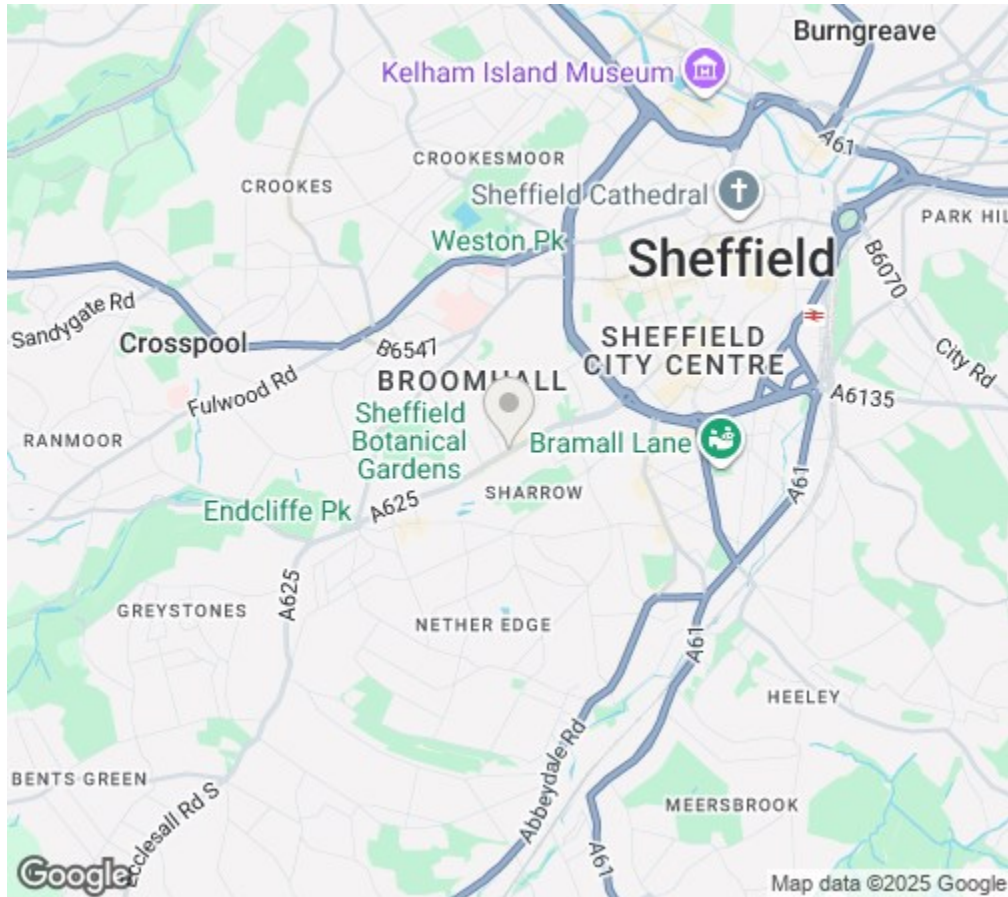 Burngreave
Kelham Island Museum
A61
CROOKESMOOR
CROOKES
Sheffield Cathedral
PARK HIL
Weston Pk
Sheffield
B6070
Sandygate Rd
Crosspool
B6547
SHEFFIELD
CITY CENTRE
City Rd
Fulwood Rd
BROOMHALL
A6135
RANMOOR
Sheffield
Botanical
Gardens
Bramall Lane
A61
SHARROW
Endcliffe Pk
A625
A625
GREYSTONES
NETHER EDGE
A61
HEELEY
Abbeydale Rd
BENTS GREEN
Ecclesall Rd S
MEERSBROOK
A61
Google
Map data ©2025 Google